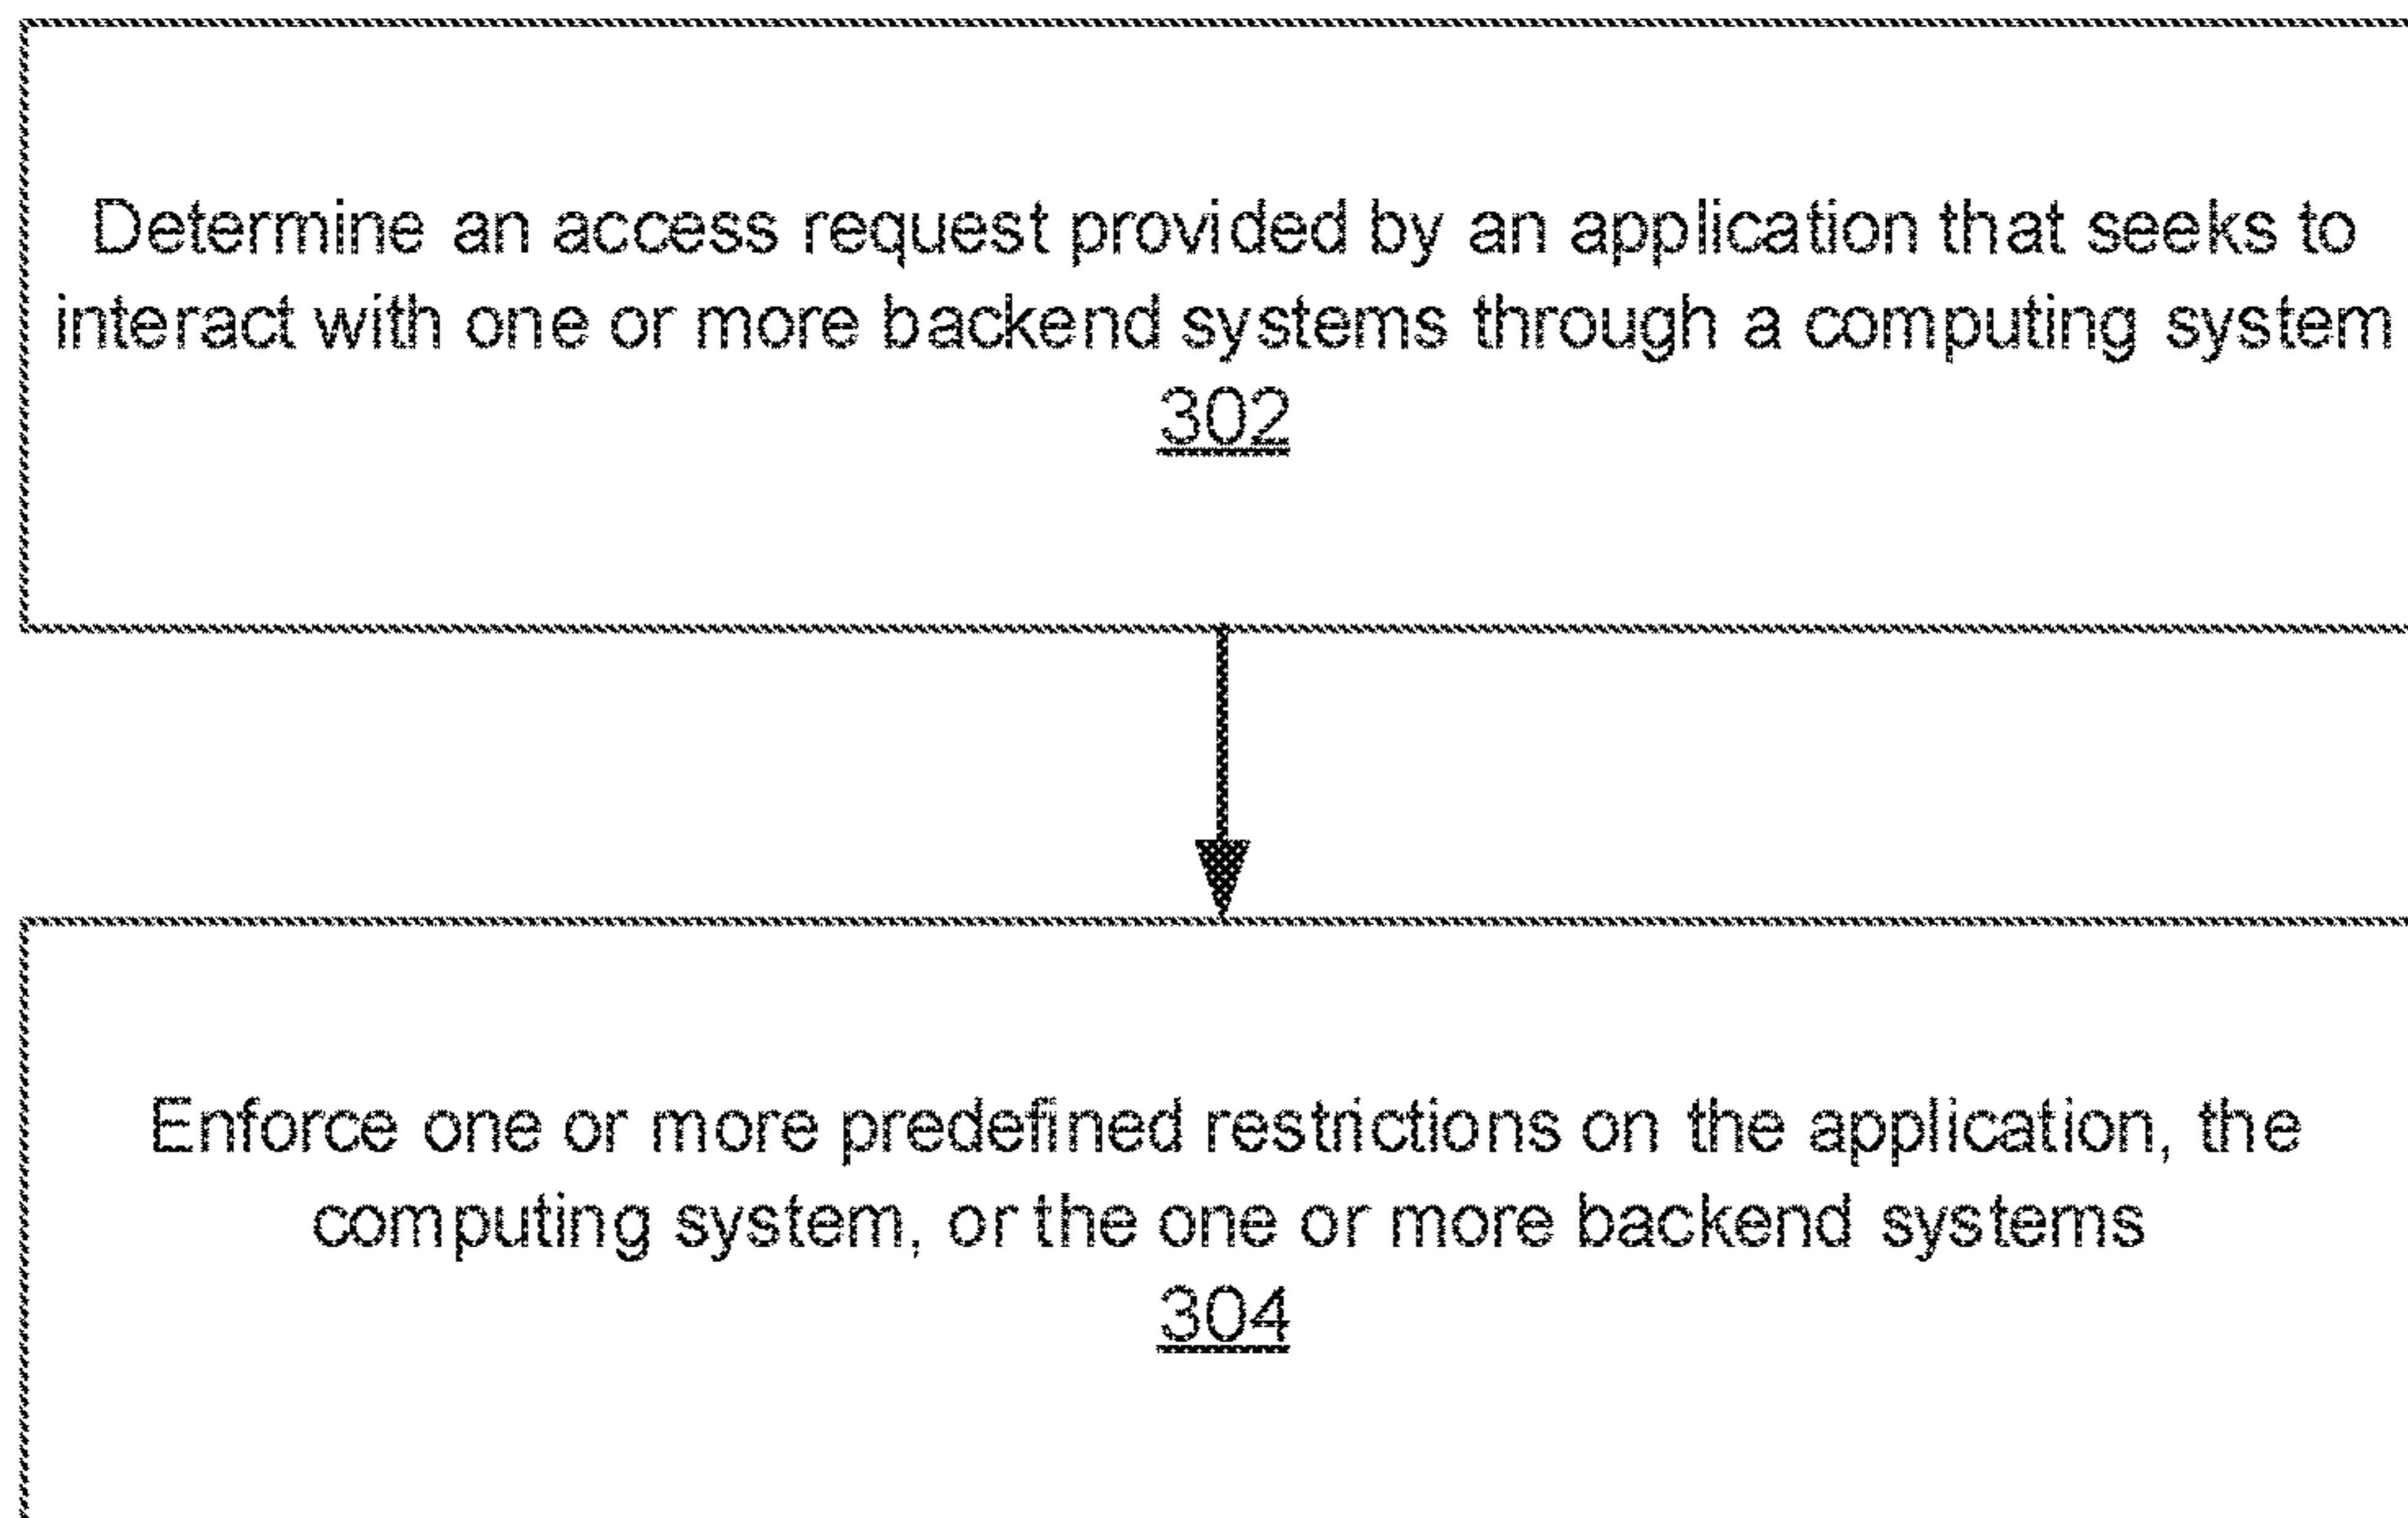 Determine an access request provided by an application that seeks to
interact with one or more backend systems through a computing system
302
Enforce one or more predefined restrictions on the application, the
computing system, or the one or more backend systems
304